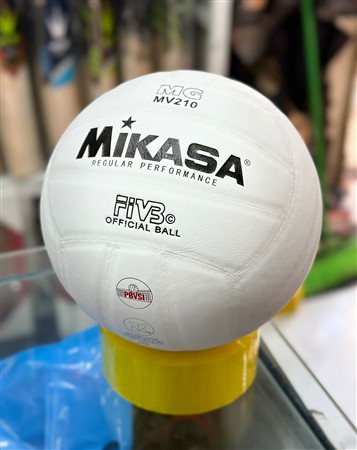 MG
MV210
MiKASA®
REGULAR PERFORMANCE
FIVB©
OFFICIAL BALL
PBVSI